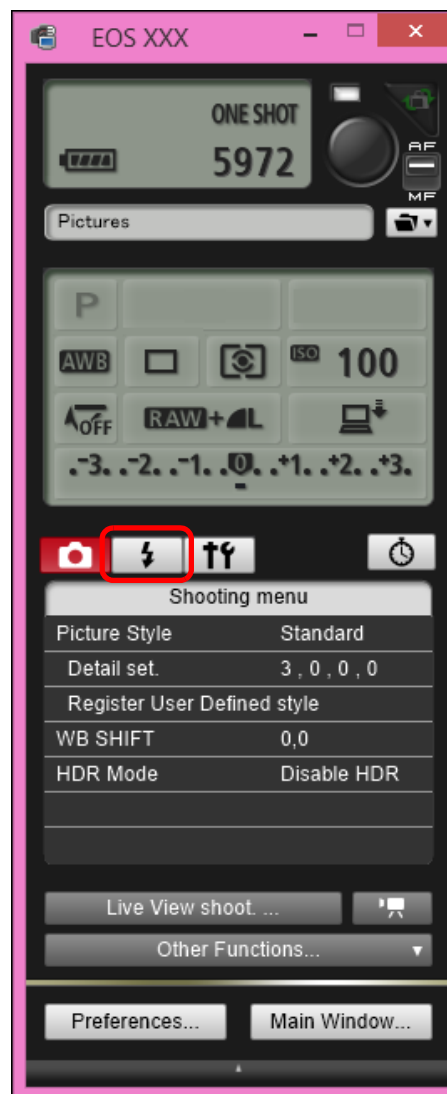 EOS XXX
ONE SHOT
5972
AF
MF
Pictures
P
AWB
ISO 100
OFF RAW+L
.-3. .-2. .-1. .0. .+1. .+2. .+3.
Shooting menu
Picture Style Standard
Detail set. 3 , 0 , 0 , 0
Register User Defined style
WB SHIFT 0,0
HDR Mode Disable HDR
Live View shoot. ...
Other Functions...
Preferences... Main Window...